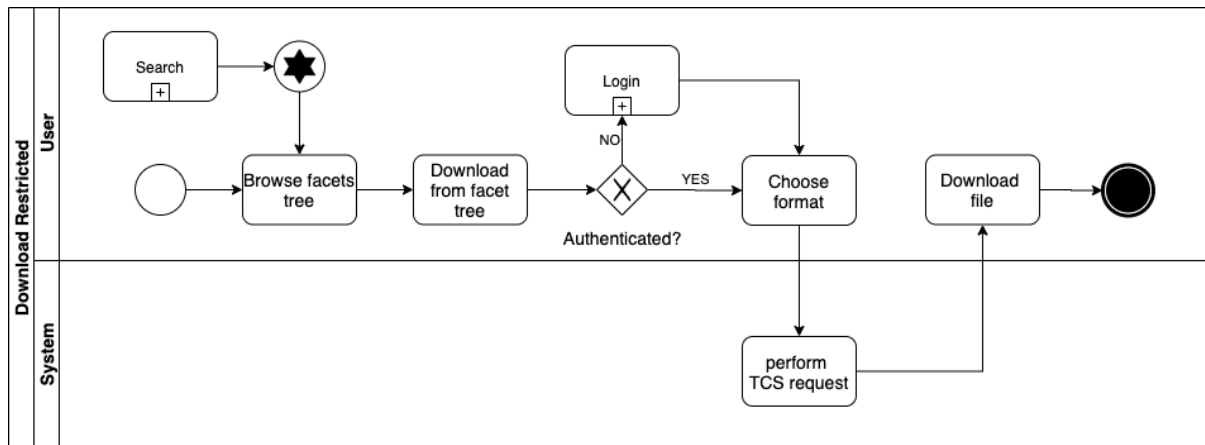 Download Restricted
User
System
Search
+
Login
+
NO
Browse facets
tree
Download
from facet
tree
X
YES
Authenticated?
Choose
format
Download
file
perform
TCS request